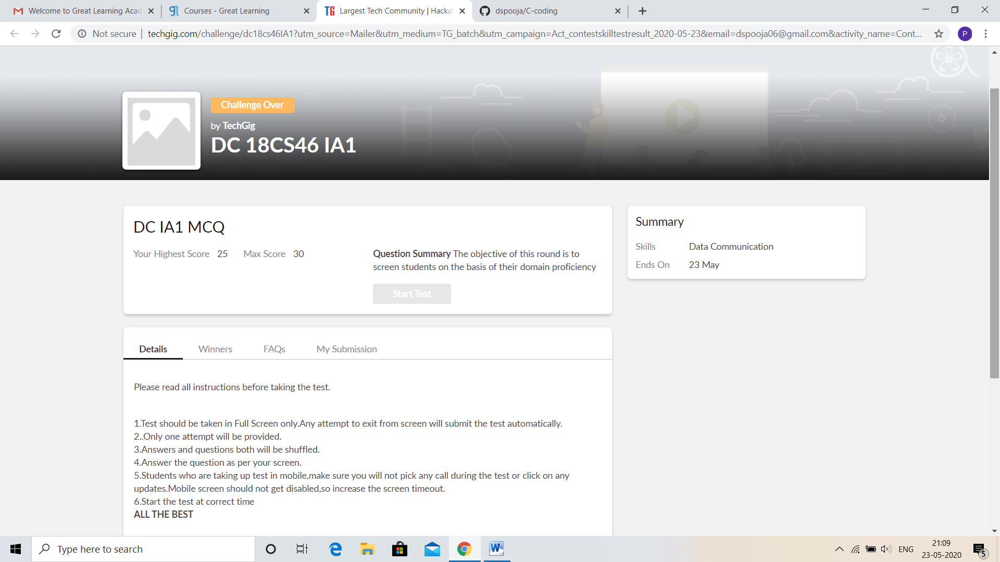 Welcome to Great Learning Acad
Courses - Great Learning
TG Largest Tech Community | Hackat
dspooja/C-coding
Not secure | techgig.com/challenge/dc18cs46IA1?utm_source=Mailer&utm_medium=TG_batch&utm_campaign=Act_contestskilltestresult_2020-05-23&email=dspooja06@gmail.com&activity_name=Cont...
P
Challenge Over
by TechGig
DC 18CS46 IA1
DC IA1 MCQ
Your Highest Score 25 Max Score 30
Question Summary The objective of this round is to
screen students on the basis of their domain proficiency
Start Test
Summary
Skills Data Communication
Ends On 23 May
Details Winners FAQs My Submission
Please read all instructions before taking the test.
1.Test should be taken in Full Screen only.Any attempt to exit from screen will submit the test automatically.
2..Only one attempt will be provided.
3.Answers and questions both will be shuffled.
4.Answer the question as per your screen.
5.Students who are taking up test in mobile,make sure you will not pick any call during the test or click on any
updates.Mobile screen should not get disabled,so increase the screen timeout.
6.Start the test at correct time
ALL THE BEST
Type here to search
ENG
21:09
23-05-2020
5